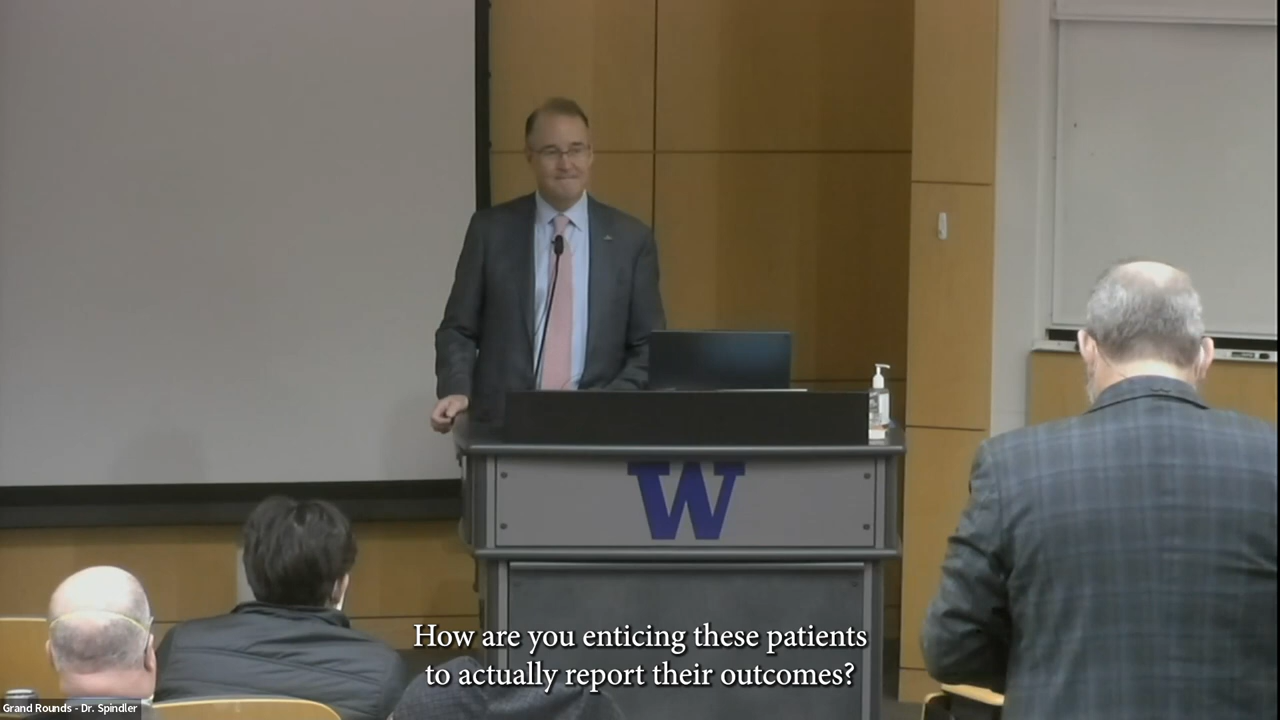 W
How are you enticing these patients
to actually report their outcomes?
Grand Rounds - Dr. Spindler